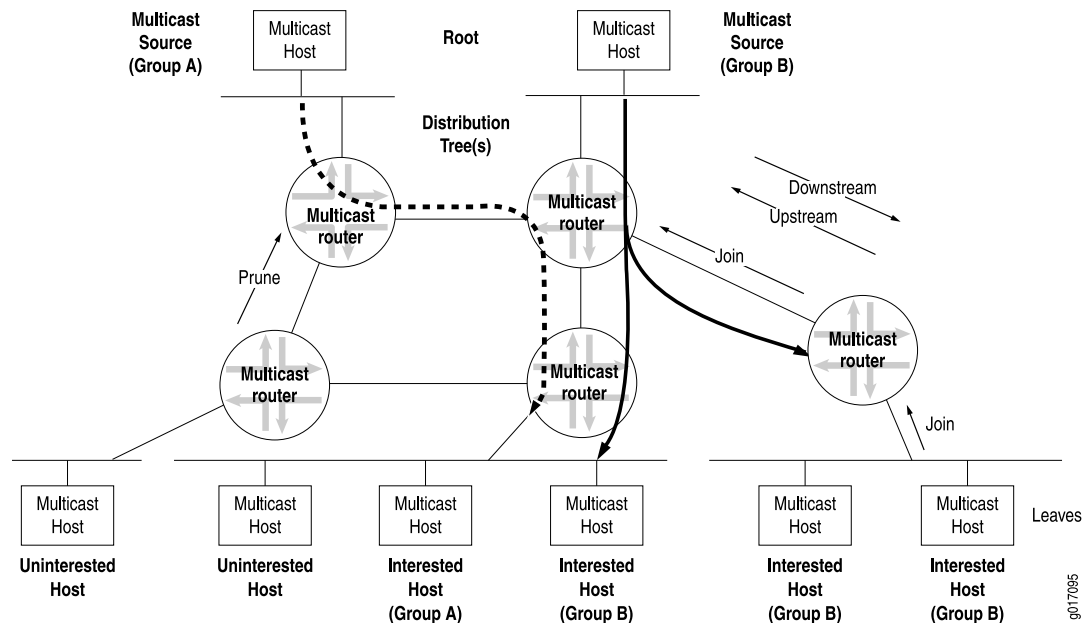 Multicast
Source
(Group A)
Multicast
Host
Root
Multicast
Host
Multicast
Source
(Group B)
Distribution
Tree(s)
Multicast
router
Multicast
router
Downstream
Upstream
Join
Prune
Multicast
router
Multicast
router
Multicast
router
Join
Multicast
Host
Multicast
Host
Multicast
Host
Multicast
Host
Multicast
Host
Multicast
Host
Leaves
Uninterested
Host
Uninterested
Host
Interested
Host
(Group A)
Interested
Host
(Group B)
Interested
Host
(Group B)
Interested
Host
(Group B)
g017095